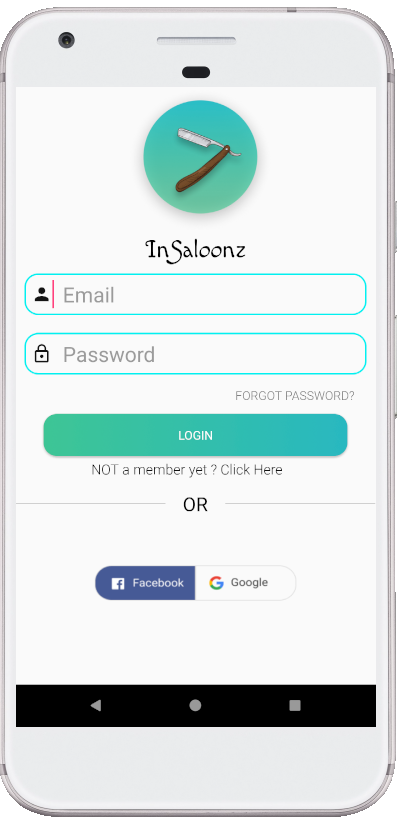 InSaloonz
Email
Password
FORGOT PASSWORD?
LOGIN
NOT a member yet ? Click Here
OR
Facebook
Google